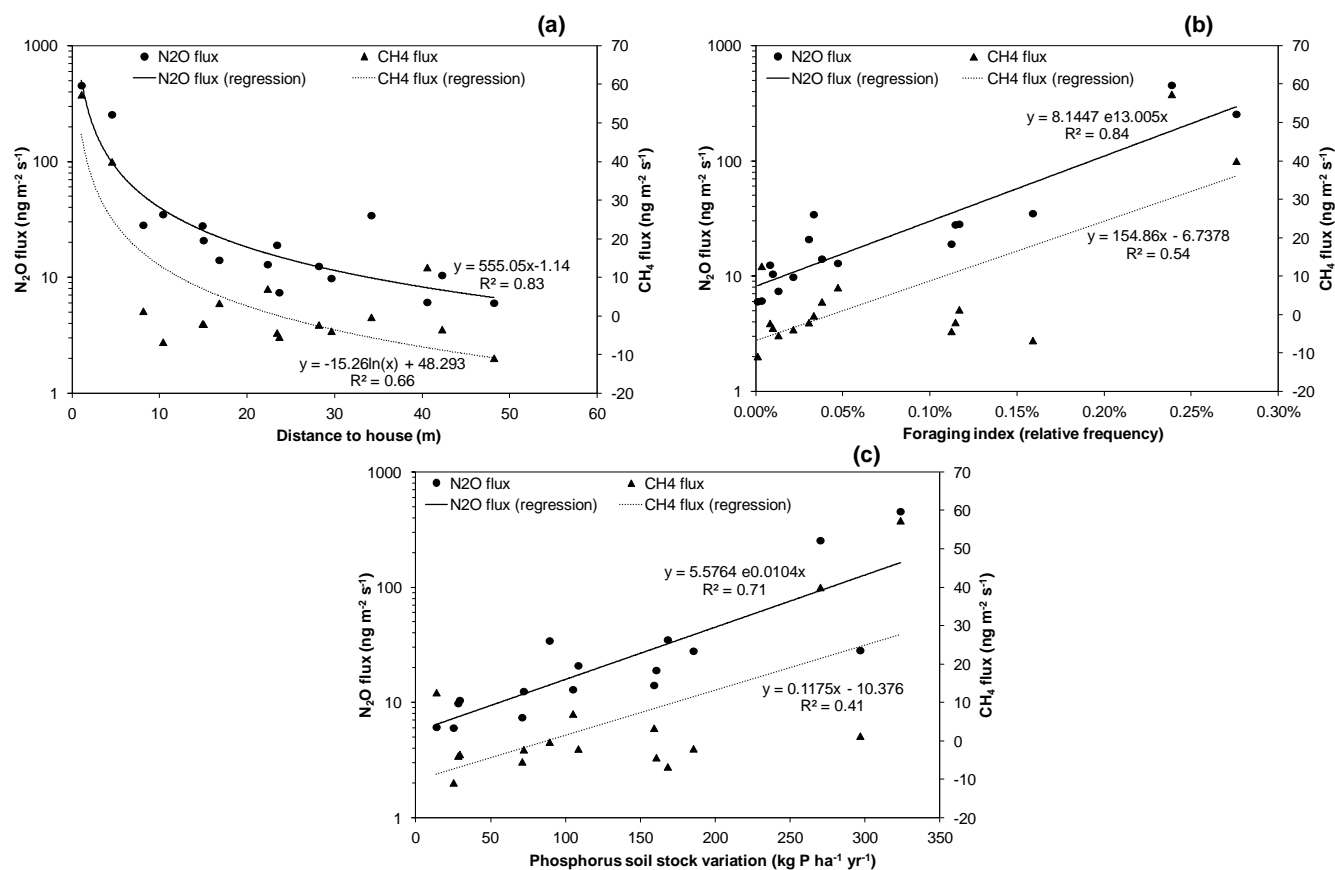 (a)
N2O flux CH4 flux
N2O flux (regression) CH4 flux (regression)
N₂O flux (ng m⁻² s⁻¹)
1000
100
10
1
y = 555.05x-1.14
R² = 0.83
y = -15.26ln(x) + 48.293
R² = 0.66
70
60
50
40
30
20
10
0
-10
-20
CH₄ flux (ng m⁻² s⁻¹)
0 10 20 30 40 50 60
Distance to house (m)
(b)
N2O flux CH4 flux
N2O flux (regression) CH4 flux (regression)
N₂O flux (ng m⁻² s⁻¹)
1000
100
10
1
y = 8.1447 e13.005x
R² = 0.84
y = 154.86x - 6.7378
R² = 0.54
70
60
50
40
30
20
10
0
-10
-20
CH₄ flux (ng m⁻² s⁻¹)
0.00% 0.05% 0.10% 0.15% 0.20% 0.25% 0.30%
Foraging index (relative frequency)
(c)
N2O flux CH4 flux
N2O flux (regression) CH4 flux (regression)
N₂O flux (ng m⁻² s⁻¹)
1000
100
10
1
y = 5.5764 e0.0104x
R² = 0.71
y = 0.1175x - 10.376
R² = 0.41
70
60
50
40
30
20
10
0
-10
-20
CH₄ flux (ng m⁻² s⁻¹)
0 50 100 150 200 250 300 350
Phosphorus soil stock variation (kg P ha⁻¹ yr⁻¹)